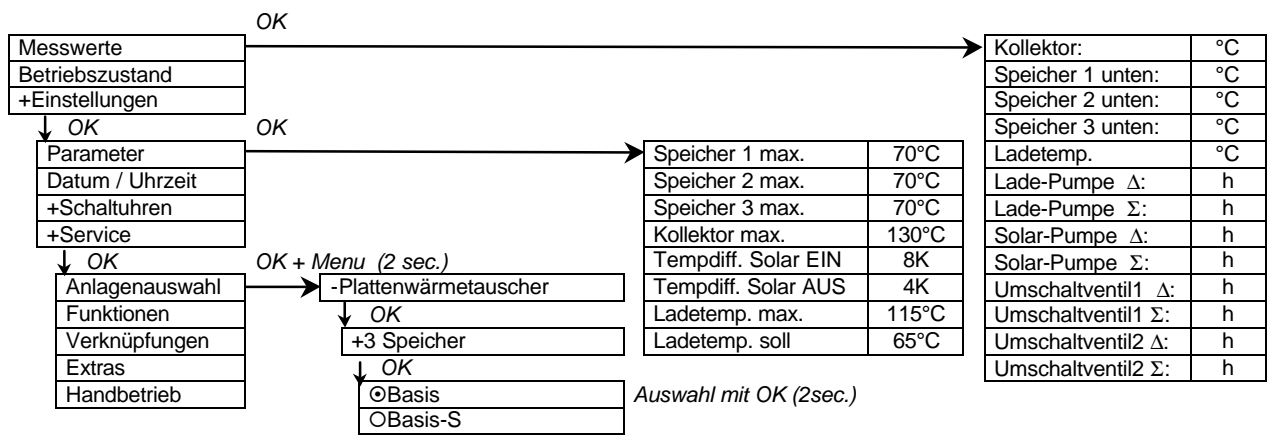 OK
Messwerte
Betriebszustand
+Einstellungen
OK
OK
Parameter
Datum / Uhrzeit
+Schaltuhren
+Service
OK
OK + Menu (2 sec.)
Anlagenauswahl
Funktionen
Verknüpfungen
Extras
Handbetrieb
-Plattenwärmetauscher
OK
+3 Speicher
OK
⊙Basis
○Basis-S
Auswahl mit OK (2sec.)
Speicher 1 max. 70°C
Speicher 2 max. 70°C
Speicher 3 max. 70°C
Kollektor max. 130°C
Tempdiff. Solar EIN 8K
Tempdiff. Solar AUS 4K
Ladetemp. max. 115°C
Ladetemp. soll 65°C
Kollektor: °C
Speicher 1 unten: °C
Speicher 2 unten: °C
Speicher 3 unten: °C
Ladetemp. °C
Lade-Pumpe Δ: h
Lade-Pumpe Σ: h
Solar-Pumpe Δ: h
Solar-Pumpe Σ: h
Umschaltventil1 Δ: h
Umschaltventil1 Σ: h
Umschaltventil2 Δ: h
Umschaltventil2 Σ: h